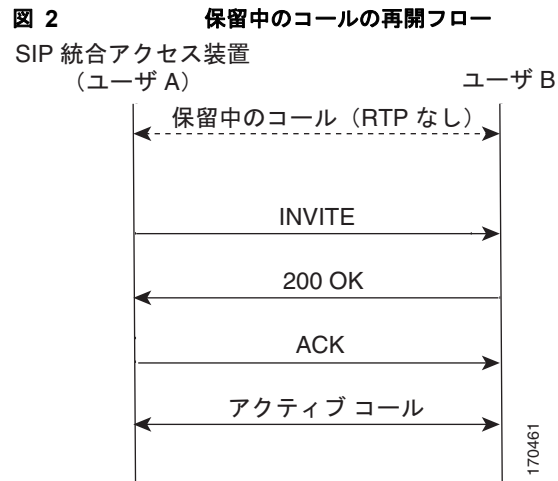 図 2 保留中のコールの再開フロー
SIP 統合アクセス装置
（ユーザ A）
ユーザ B
保留中のコール（RTP なし）
INVITE
200 OK
ACK
アクティブ コール
170461